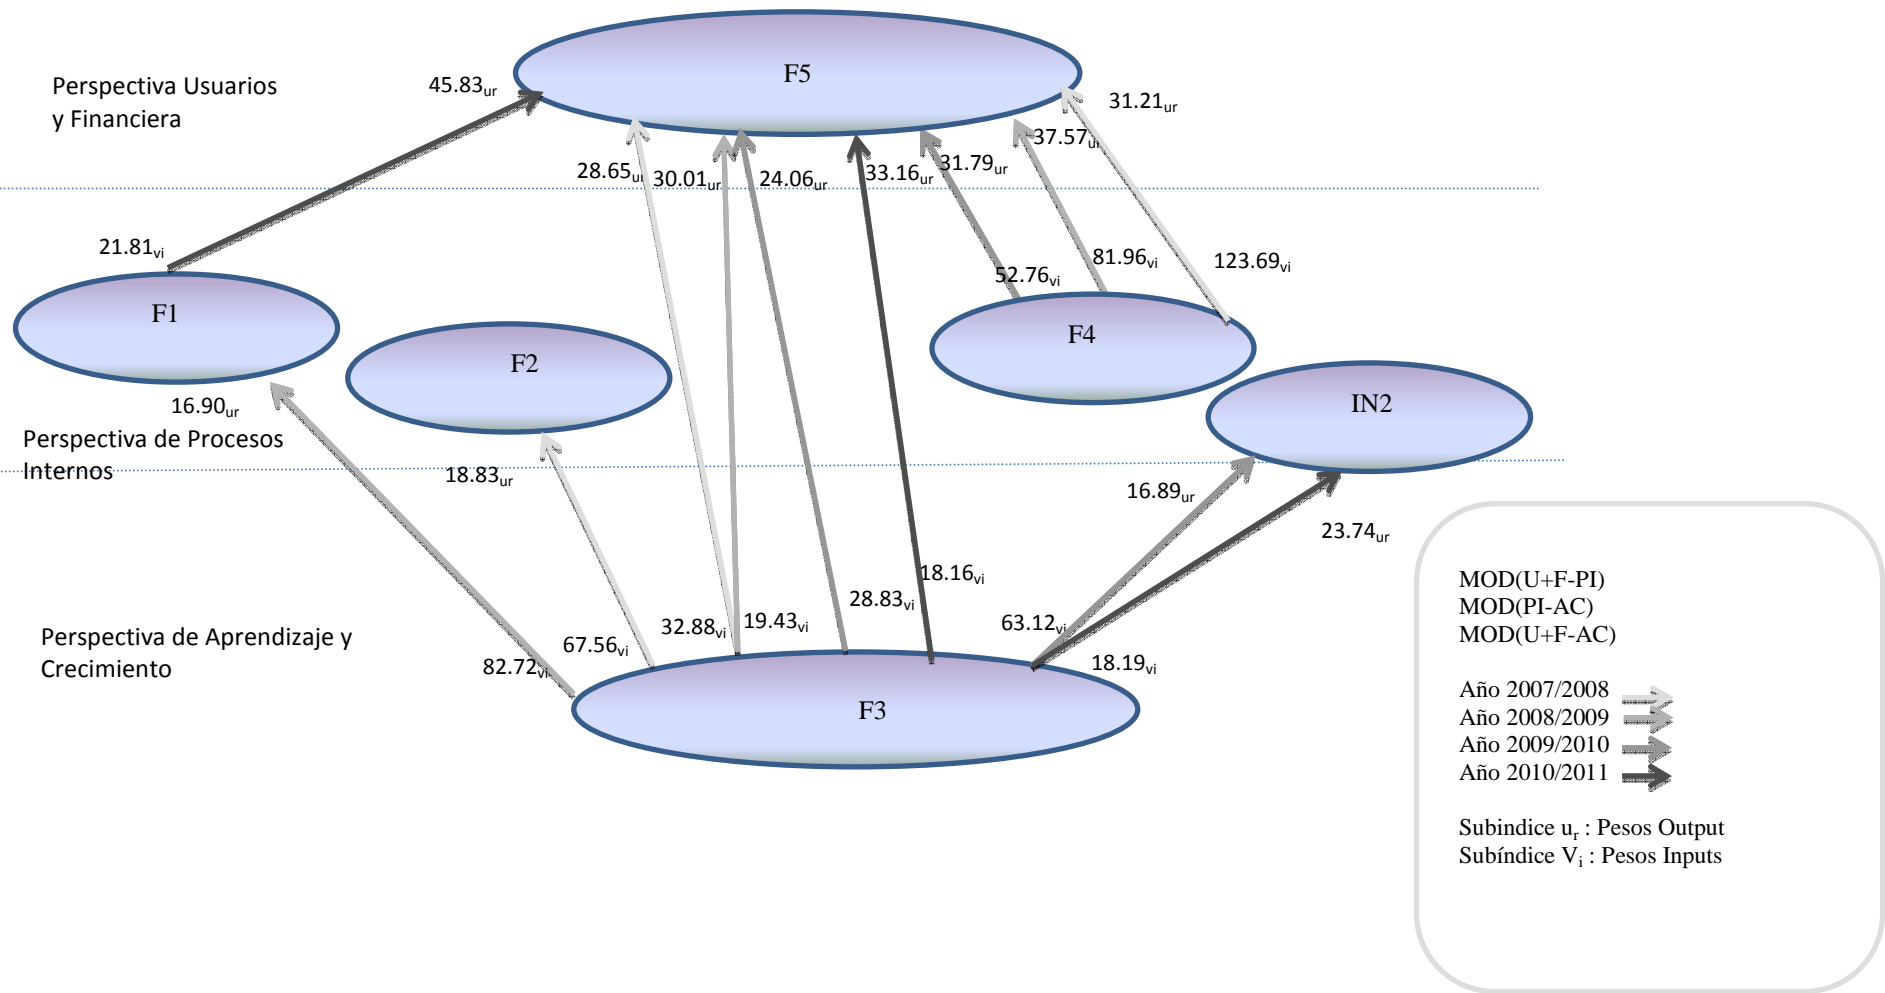 F5
Perspectiva Usuarios
y Financiera
45.83ur
31.21ur
37.57ur
28.65ur
30.01ur
24.06ur
33.16ur
31.79ur
21.81vi
52.76vi
81.96vi
123.69vi
F1
F2
F4
IN2
16.90ur
Perspectiva de Procesos
Internos
18.83ur
16.89ur
23.74ur
Perspectiva de Aprendizaje y
Crecimiento
82.72vi
67.56vi
32.88vi
19.43vi
28.83vi
18.16vi
63.12vi
18.19vi
F3
MOD(U+F-PI)
MOD(PI-AC)
MOD(U+F-AC)
Año 2007/2008
Año 2008/2009
Año 2009/2010
Año 2010/2011
Subindice ur : Pesos Output
Subíndice Vi : Pesos Inputs